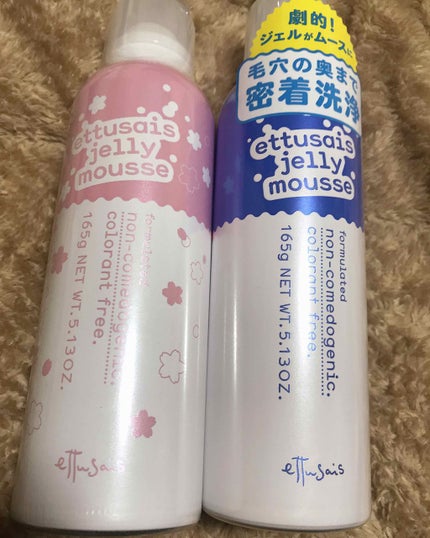 ettusais
jelly
mousse
formulated
non-comedogenic.
colorant free.
165g NET WT.5.13OZ.
ettusais
劇的!
ジェルがムースに
毛穴の奥まで
密着洗浄
ettusais
jelly
mousse
formulated
non-comedogenic.
colorant free.
165g NET WT.5.13OZ.
ettusais